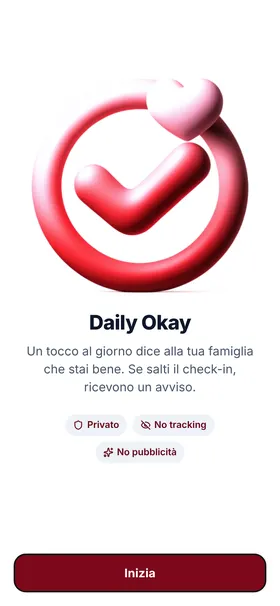 Daily Okay
Un tocco al giorno dice alla tua famiglia
che stai bene. Se salti il check-in,
ricevono un avviso.
Privato
No tracking
No pubblicità
Inizia